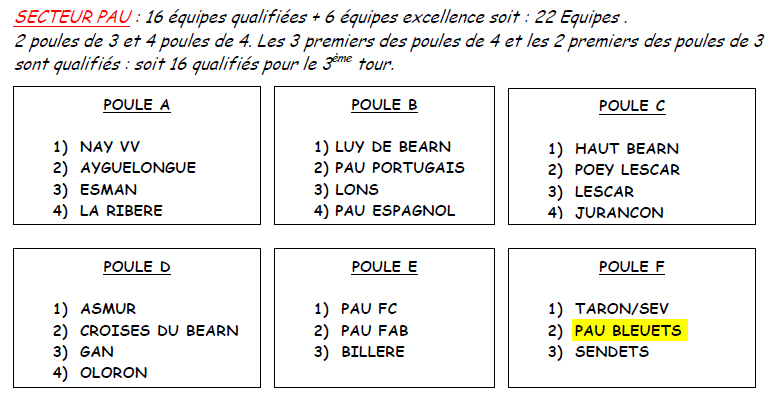 SECTEUR PAU : 16 équipes qualifiées + 6 équipes excellence soit : 22 Equipes .
2 poules de 3 et 4 poules de 4. Les 3 premiers des poules de 4 et les 2 premiers des poules de 3
sont qualifiés : soit 16 qualifiés pour le 3ème tour.
POULE A
1) NAY VV
2) AYGUELONGUE
3) ESMAN
4) LA RIBERE
POULE B
1) LUY DE BEARN
2) PAU PORTUGAIS
3) LONS
4) PAU ESPAGNOL
POULE C
1) HAUT BEARN
2) POEY LESCAR
3) LESCAR
4) JURANCON
POULE D
1) ASMUR
2) CROISES DU BEARN
3) GAN
4) OLORON
POULE E
1) PAU FC
2) PAU FAB
3) BILLERE
POULE F
1) TARON/SEV
2) PAU BLEUETS
3) SENDETS